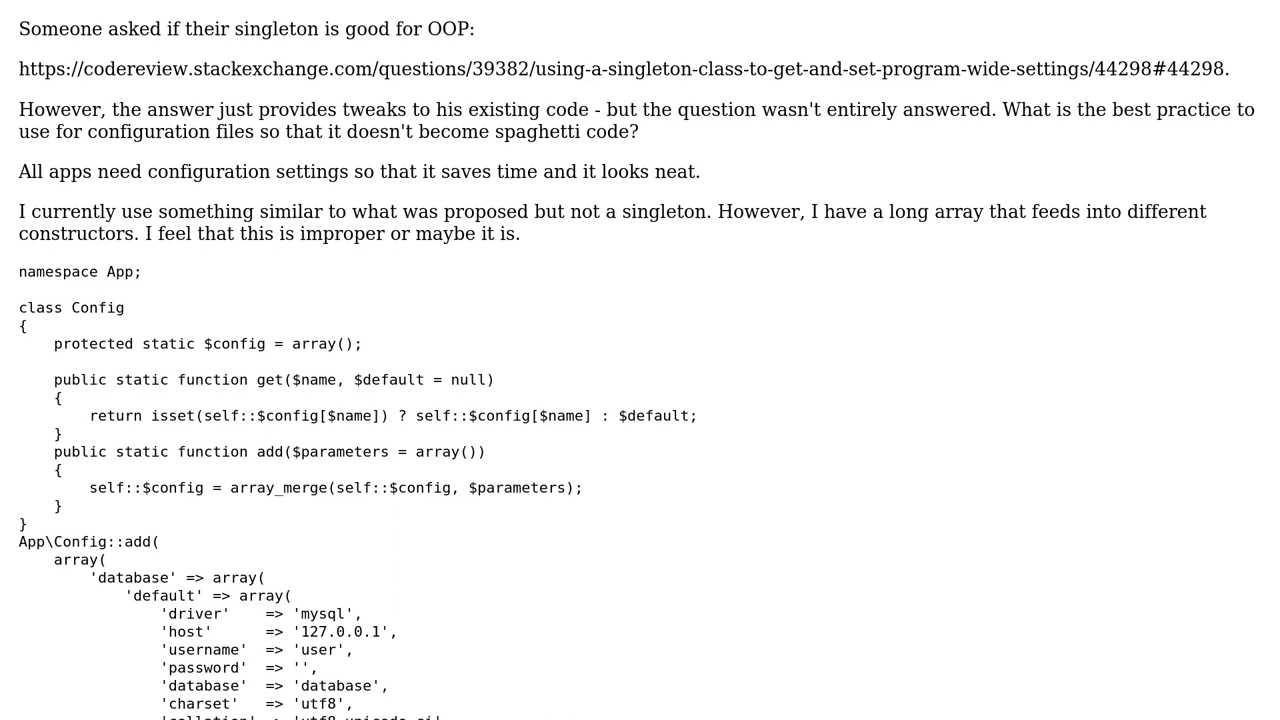 Someone asked if their singleton is good for OOP:
https://codereview.stackexchange.com/questions/39382/using-a-singleton-class-to-get-and-set-program-wide-settings/44298#44298.
However, the answer just provides tweaks to his existing code - but the question wasn't entirely answered. What is the best practice to
use for configuration files so that it doesn't become spaghetti code?
All apps need configuration settings so that it saves time and it looks neat.
I currently use something similar to what was proposed but not a singleton. However, I have a long array that feeds into different
constructors. I feel that this is improper or maybe it is.
namespace App;
class Config
{
    protected static $config = array();
    public static function get($name, $default = null)
    {
        return isset(self::$config[$name]) ? self::$config[$name] : $default;
    }
    public static function add($parameters = array())
    {
        self::$config = array_merge(self::$config, $parameters);
    }
}
App\Config::add(
    array(
        'database' => array(
            'default' => array(
                'driver'    => 'mysql',
                'host'      => '127.0.0.1',
                'username'  => 'user',
                'password'  => '',
                'database'  => 'database',
                'charset'   => 'utf8',